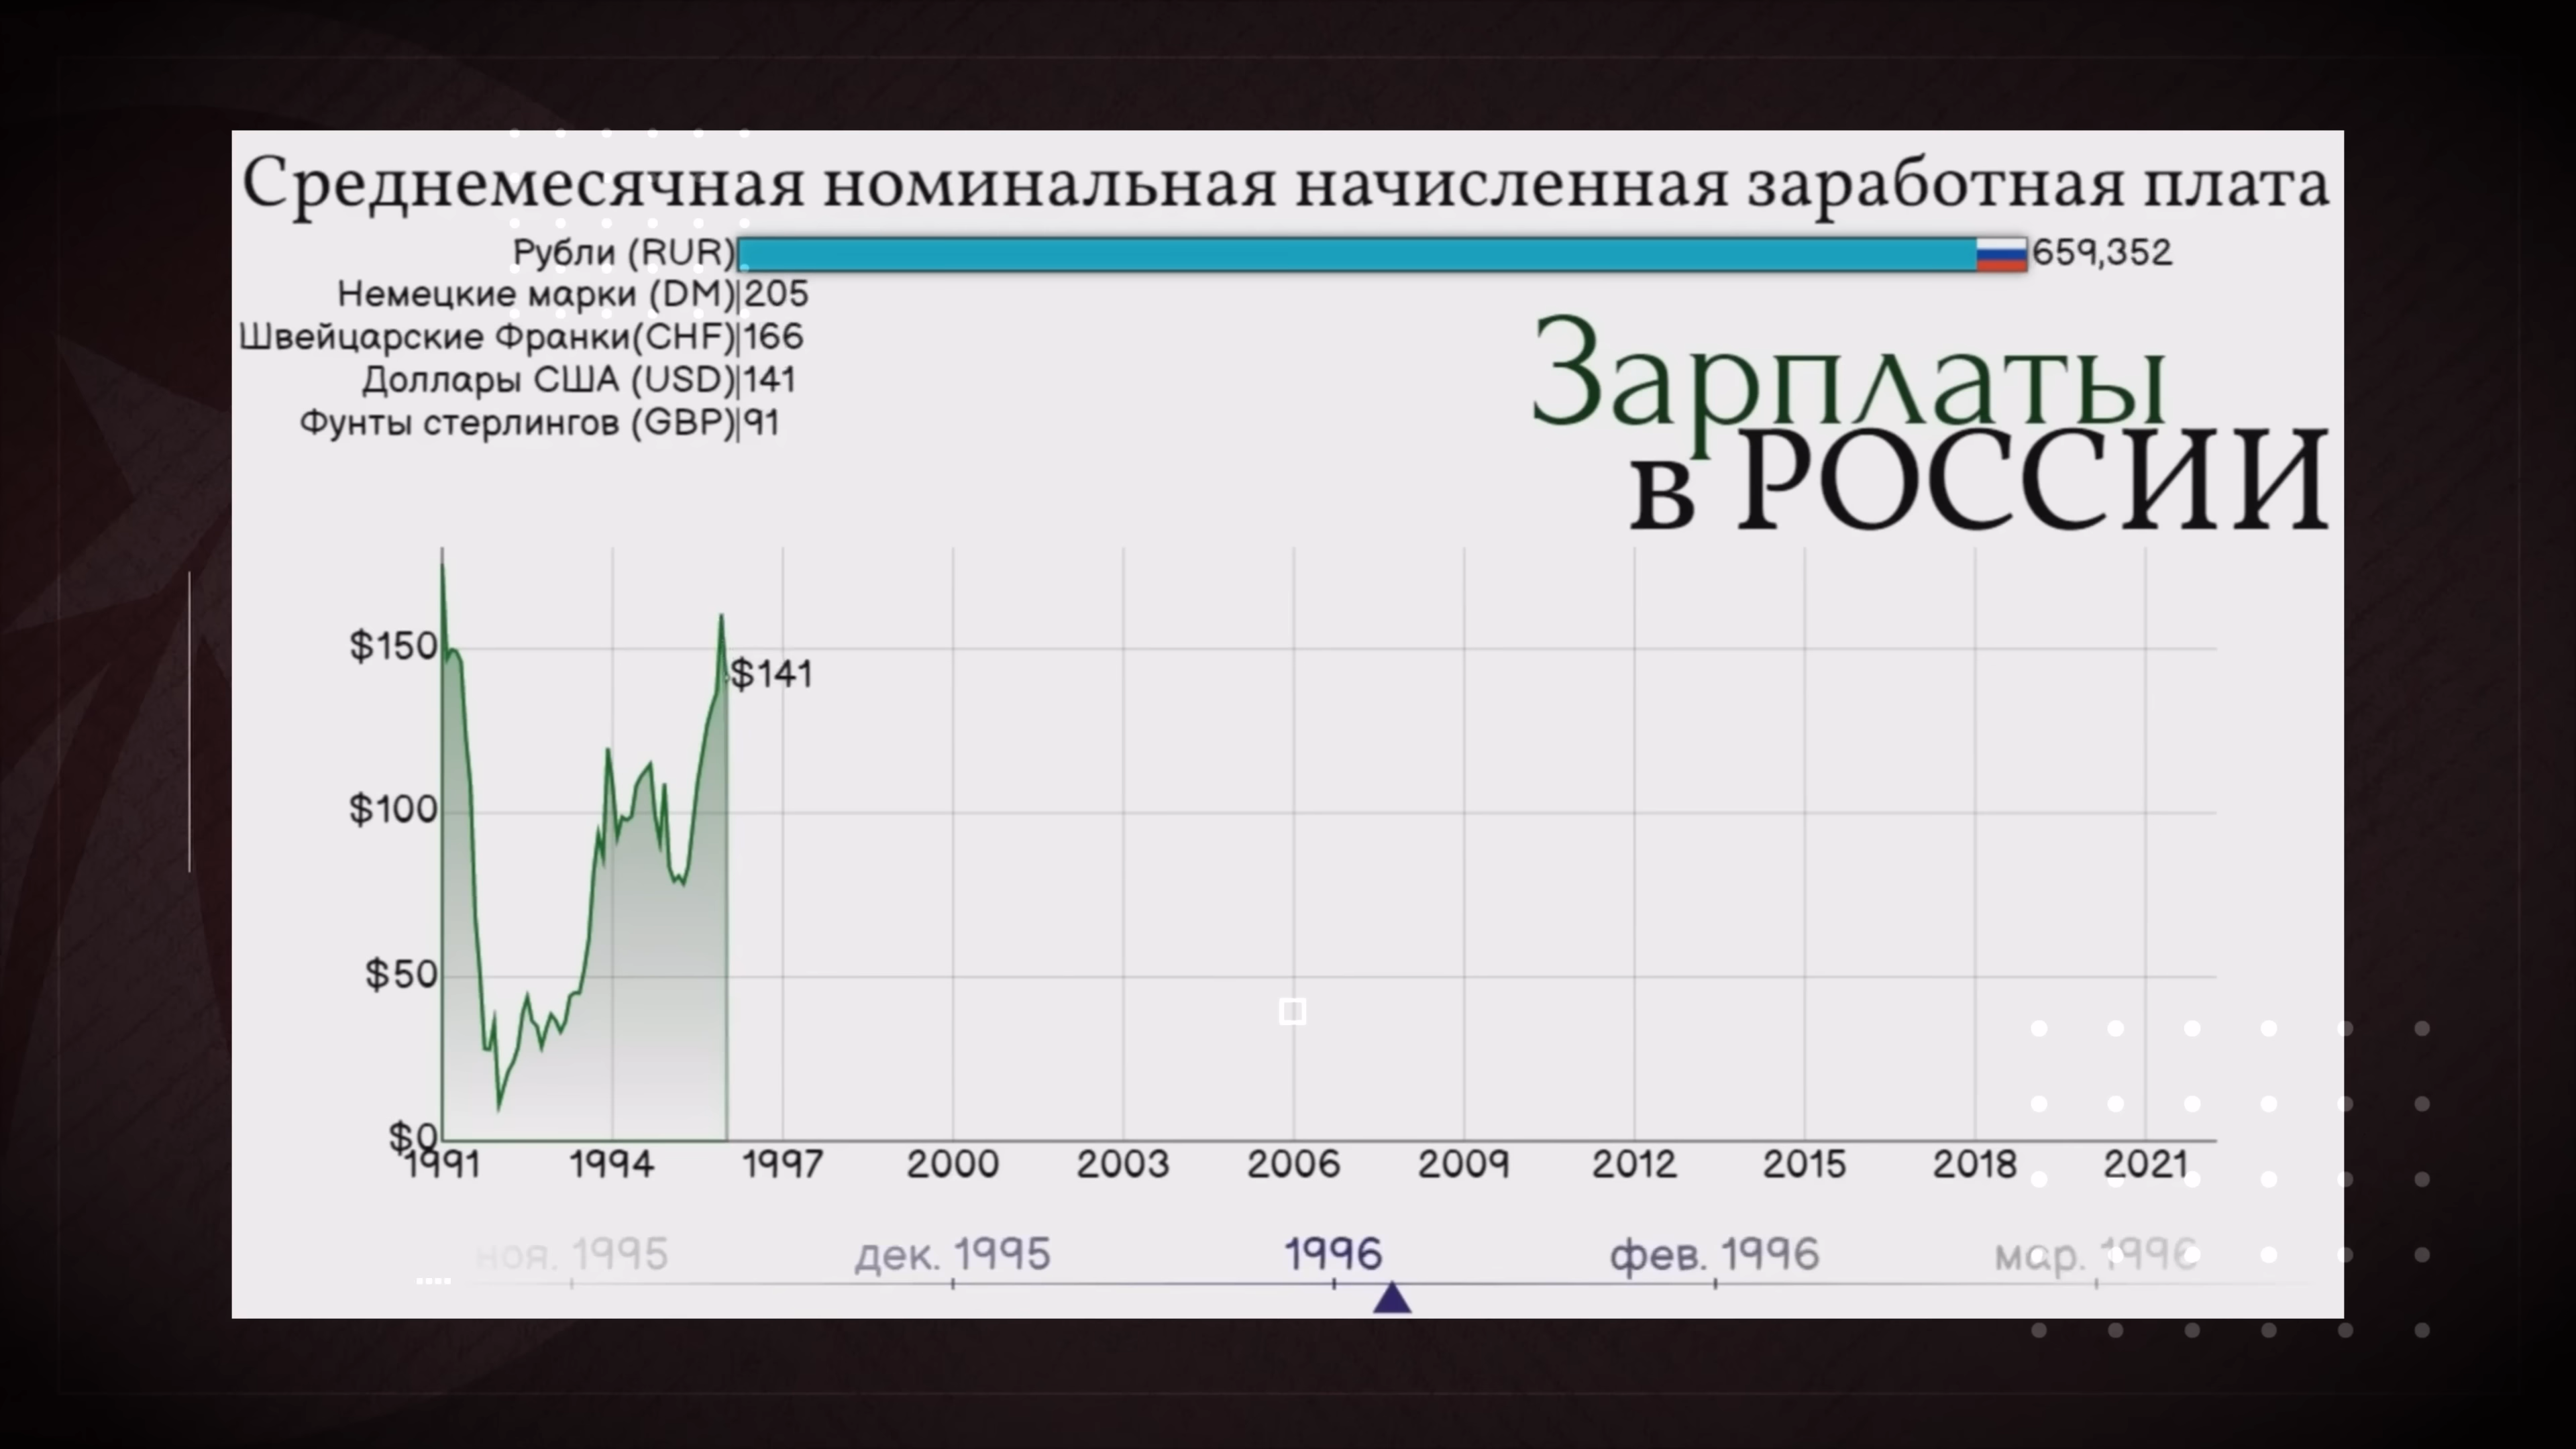 Среднемесячная номинальная начисленная заработная плата
Рубли (RUR) 659,352
Немецкие марки (DM) 205
Швейцарские Франки(CHF) 166
Доллары США (USD) 141
Фунты стерлингов (GBP) 91
Зарплаты
в РОССИИ
$150
$141
$100
$50
$0
1991 1994 1997 2000 2003 2006 2009 2012 2015 2018 2021
ноя. 1995 дек. 1995 1996 фев. 1996 мар. 1996